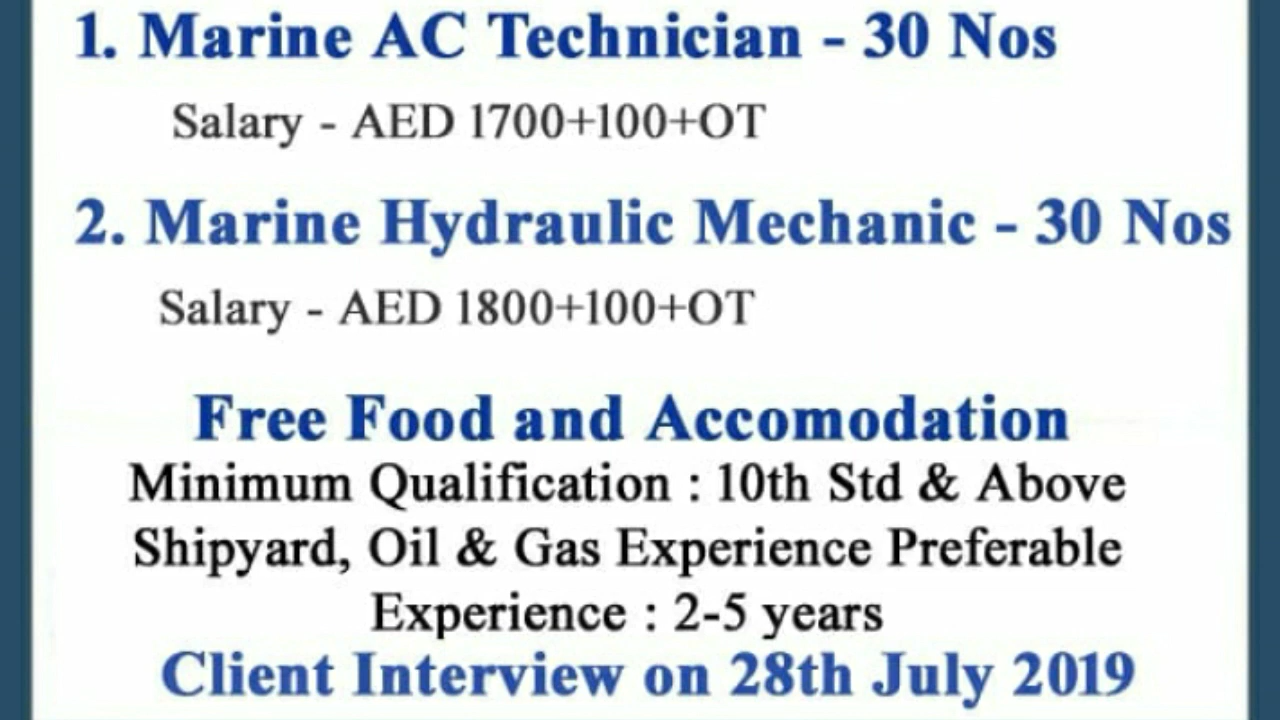 1. Marine AC Technician - 30 Nos
Salary - AED 1700+100+OT
2. Marine Hydraulic Mechanic - 30 Nos
Salary - AED 1800+100+OT
Free Food and Accomodation
Minimum Qualification : 10th Std & Above
Shipyard, Oil & Gas Experience Preferable
Experience : 2-5 years
Client Interview on 28th July 2019